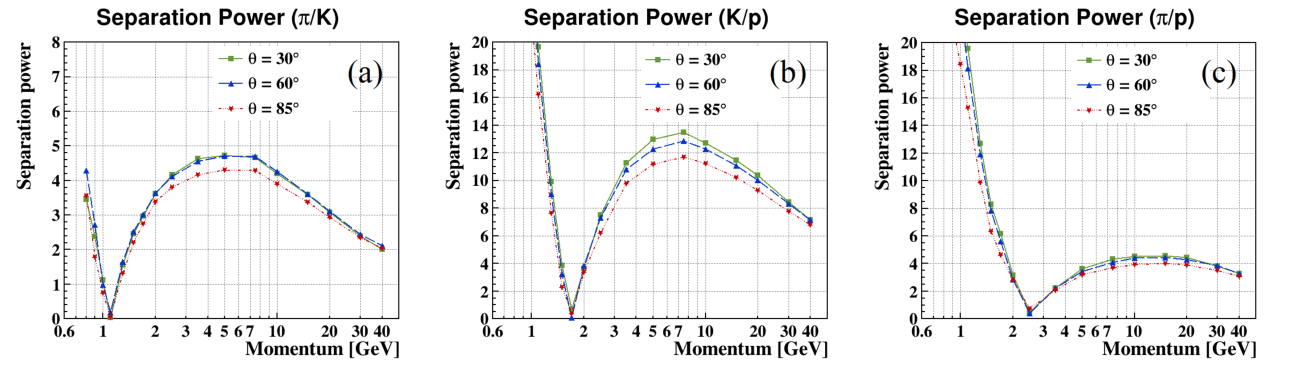 Separation Power (π/K)
Separation power
8
7
6
5
4
3
2
1
0
θ = 30°
θ = 60°
θ = 85°
(a)
0.6 1 2 3 4 5 6 7 10 20 30 40
Momentum [GeV]
Separation Power (K/p)
Separation power
20
18
16
14
12
10
8
6
4
2
0
θ = 30°
θ = 60°
θ = 85°
(b)
0.6 1 2 3 4 5 6 7 10 20 30 40
Momentum [GeV]
Separation Power (π/p)
Separation power
20
18
16
14
12
10
8
6
4
2
0
θ = 30°
θ = 60°
θ = 85°
(c)
0.6 1 2 3 4 5 6 7 10 20 30 40
Momentum [GeV]